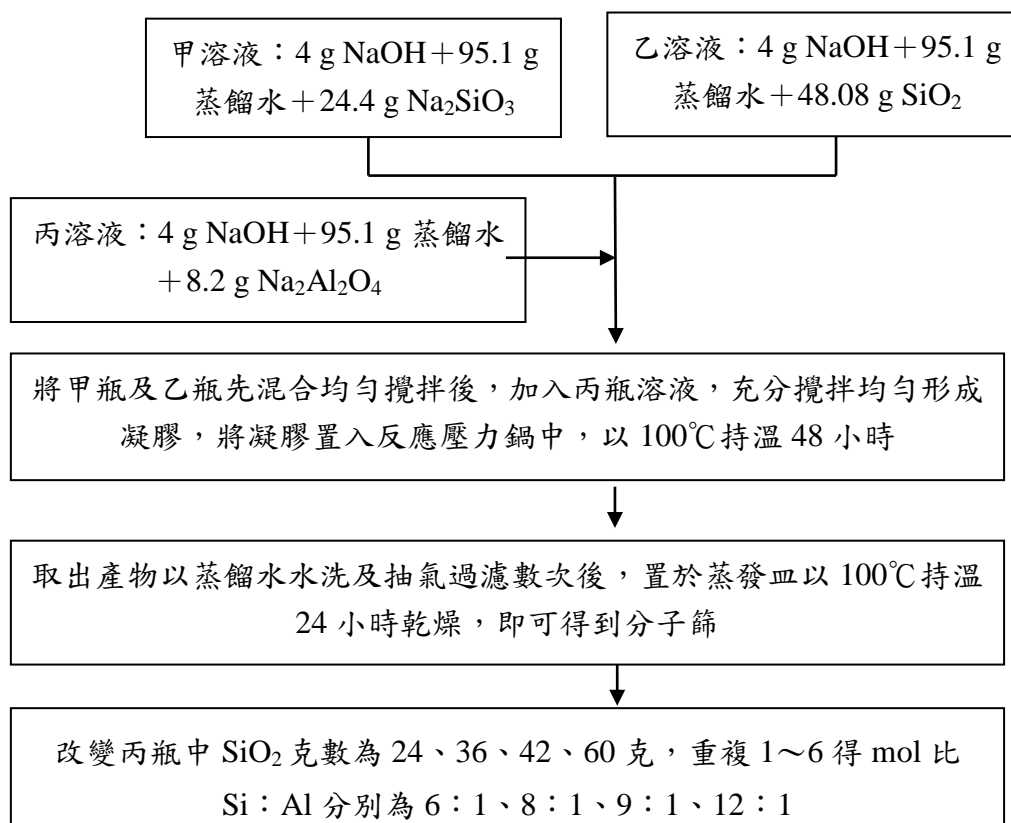 甲溶液：4 g NaOH＋95.1 g
蒸餾水＋24.4 g Na₂SiO₃
乙溶液：4 g NaOH＋95.1 g
蒸餾水＋48.08 g SiO₂
丙溶液：4 g NaOH＋95.1 g 蒸餾水
＋8.2 g Na₂Al₂O₄
將甲瓶及乙瓶先混合均勻攪拌後，加入丙瓶溶液，充分攪拌均勻形成
凝膠，將凝膠置入反應壓力鍋中，以 100℃持溫 48 小時
取出產物以蒸餾水水洗及抽氣過濾數次後，置於蒸發皿以 100℃持溫
24 小時乾燥，即可得到分子篩
改變丙瓶中 SiO₂ 克數為 24、36、42、60 克，重複 1～6 得 mol 比
Si：Al 分別為 6：1、8：1、9：1、12：1